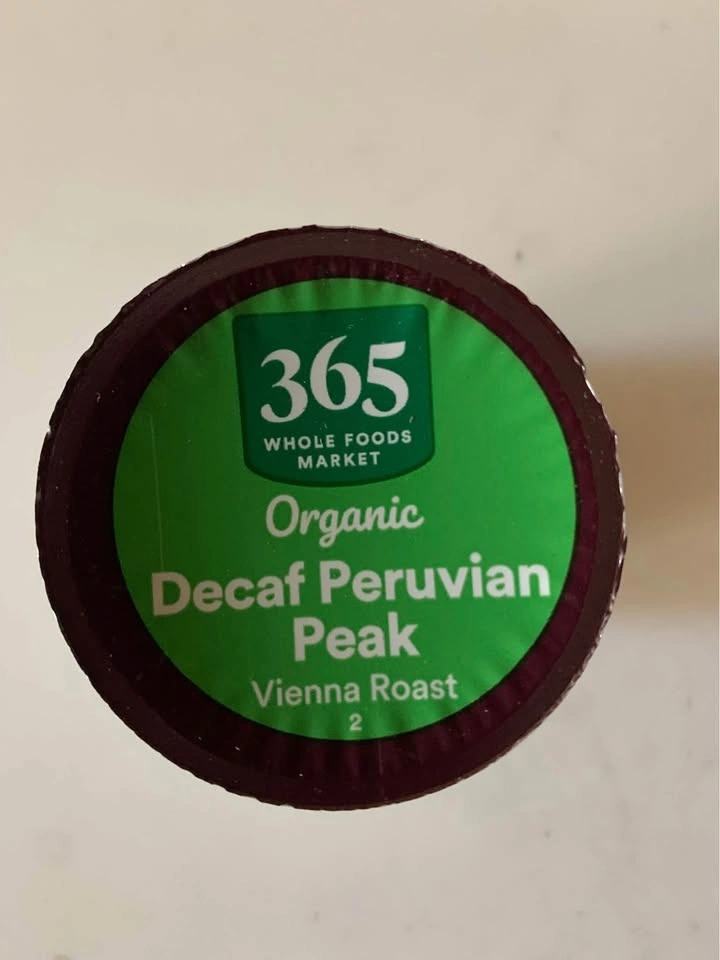 365
WHOLE FOODS
MARKET
Organic
Decaf Peruvian
Peak
Vienna Roast
2